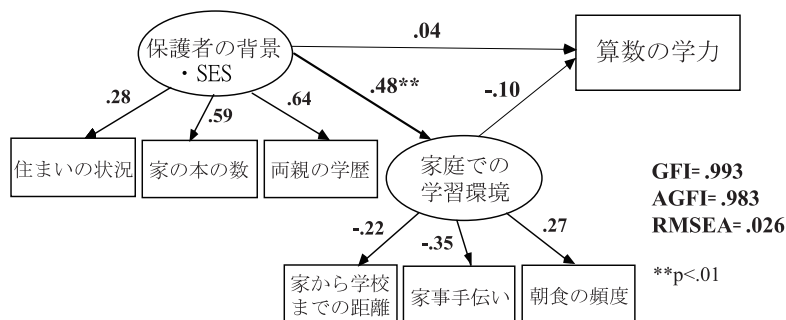 .04
保護者の背景
・SES
算数の学力
.48**
-.10
.28
.59
.64
住まいの状況
家の本の数
両親の学歴
家庭での
学習環境
GFI= .993
AGFI= .983
RMSEA= .026
-.22
-.35
.27
家から学校
までの距離
家事手伝い
朝食の頻度
**p<.01